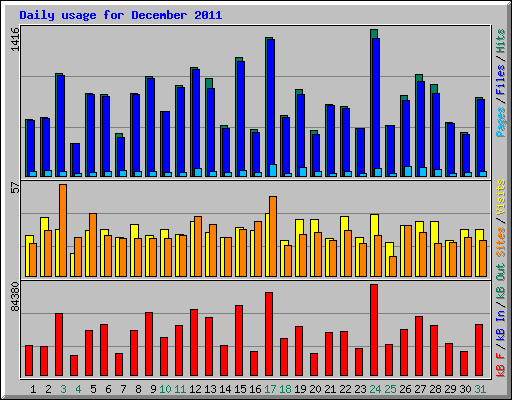 Daily usage for December 2011
1416
Pages / Files / Hits
57
Sites / Visits
84380
kB F / kB In / kB Out
1 2 3 4 5 6 7 8 9 10 11 12 13 14 15 16 17 18 19 20 21 22 23 24 25 26 27 28 29 30 31